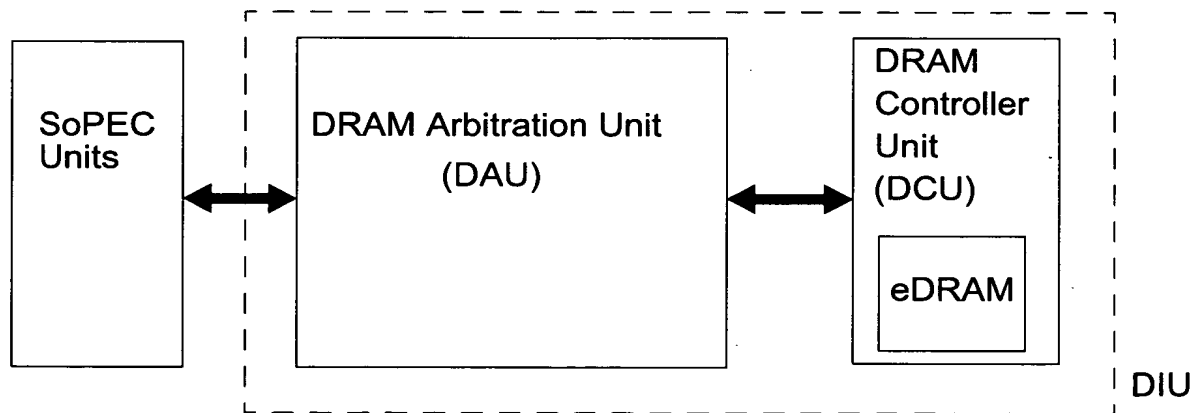 SoPEC
Units
DRAM Arbitration Unit
(DAU)
DRAM
Controller
Unit
(DCU)
eDRAM
DIU